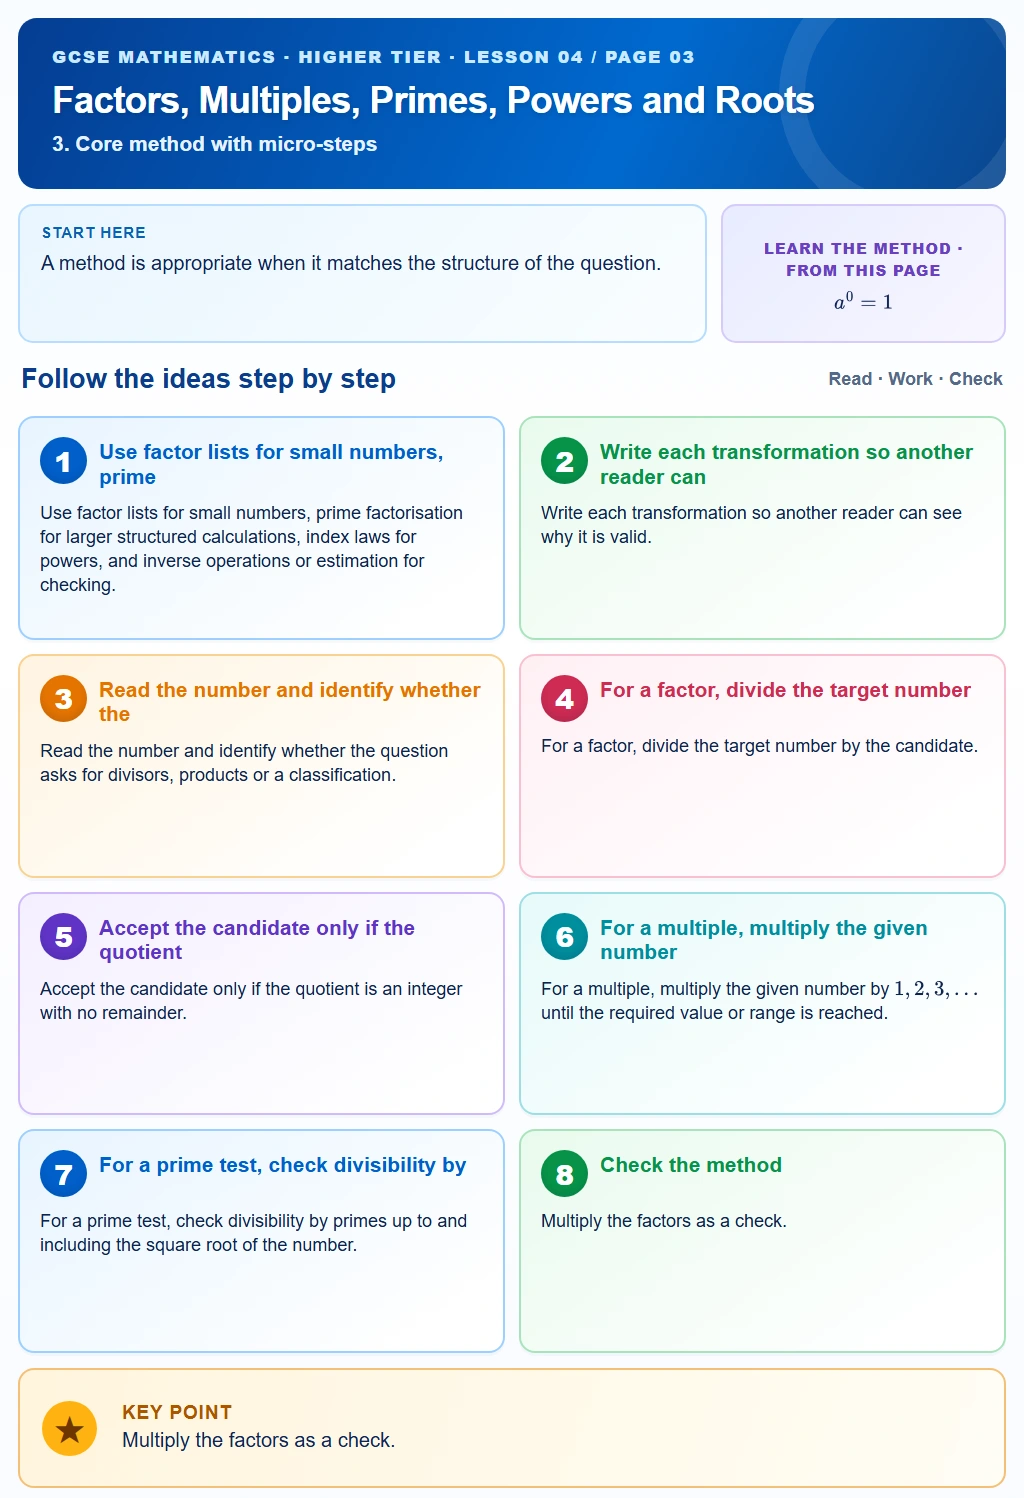 GCSE MATHEMATICS · HIGHER TIER · LESSON 04 / PAGE 03
Factors, Multiples, Primes, Powers and Roots
3. Core method with micro-steps
START HERE
A method is appropriate when it matches the structure of the question.
LEARN THE METHOD ·
FROM THIS PAGE
a⁰ = 1
Follow the ideas step by step
Read · Work · Check
1
Use factor lists for small numbers,
prime
Use factor lists for small numbers, prime factorisation
for larger structured calculations, index laws for
powers, and inverse operations or estimation for
checking.
2
Write each transformation so another
reader can
Write each transformation so another reader can see
why it is valid.
3
Read the number and identify whether
the
Read the number and identify whether the question
asks for divisors, products or a classification.
4
For a factor, divide the target number
For a factor, divide the target number by the candidate.
5
Accept the candidate only if the
quotient
Accept the candidate only if the quotient is an integer
with no remainder.
6
For a multiple, multiply the given
number
For a multiple, multiply the given number by 1, 2, 3, . . .
until the required value or range is reached.
7
For a prime test, check divisibility by
For a prime test, check divisibility by primes up to and
including the square root of the number.
8
Check the method
Multiply the factors as a check.
KEY POINT
Multiply the factors as a check.